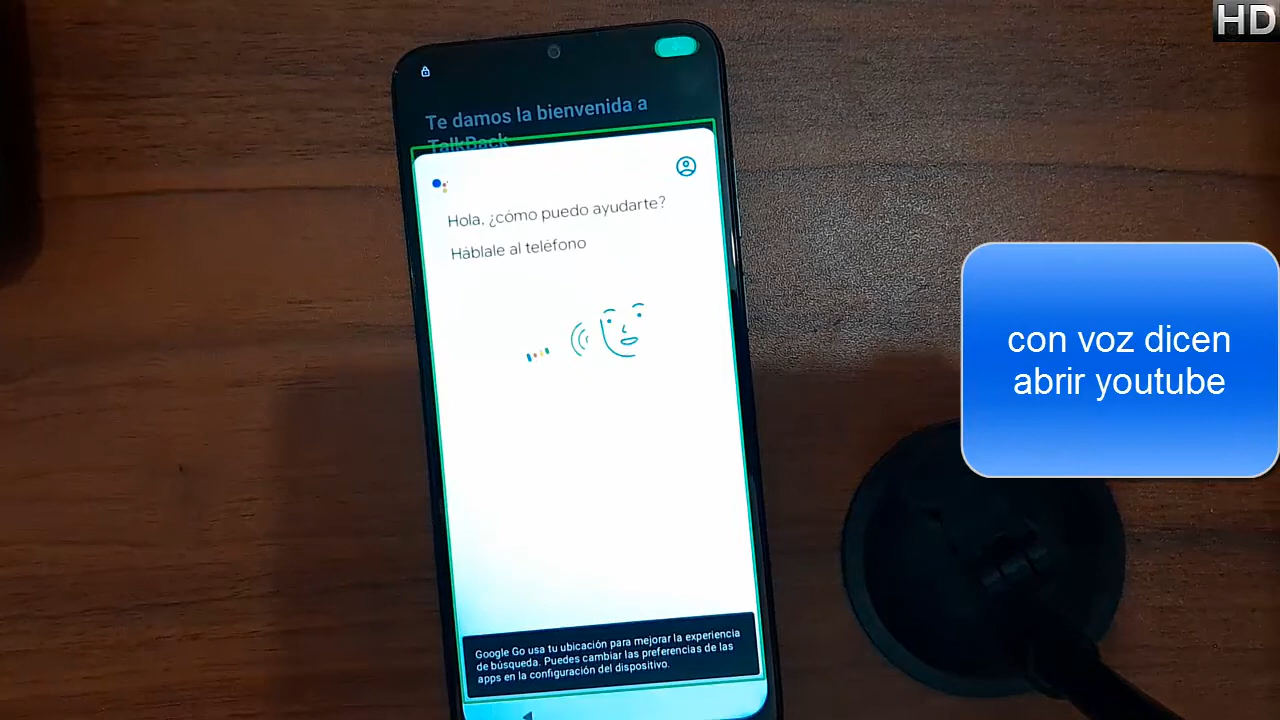 HD
Te damos la bienvenida a
TalkBack
Hola, ¿cómo puedo ayudarte?
Háblale al teléfono
con voz dicen
abrir youtube
Google Go usa tu ubicación para mejorar la experiencia
de búsqueda. Puedes cambiar las preferencias de las
apps en la configuración del dispositivo.